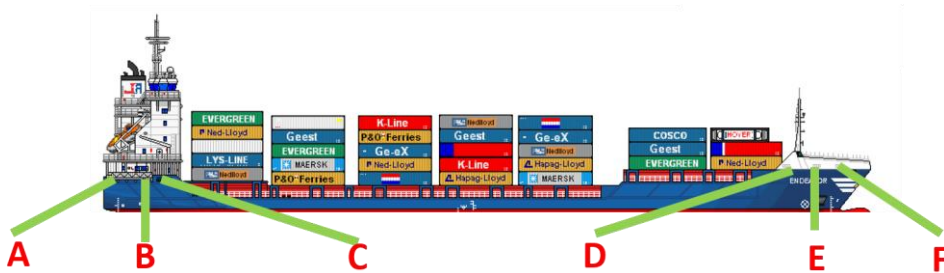 EVERGREEN
Ned-Lloyd
LYS-LINE
Nedlloyd
Geest
EVERGREEN
MAERSK
P&O Ferries
K-Line
P&O Ferries
Ge-eX
Ned-Lloyd
Nedlloyd
Geest
K-Line
Hapag-Lloyd
Ge-eX
Nedlloyd
Hapag-Lloyd
MAERSK
COSCO
HOYER
Geest
EVERGREEN
Ned-Lloyd
ENDEAVOR
A
B
C
D
E
F